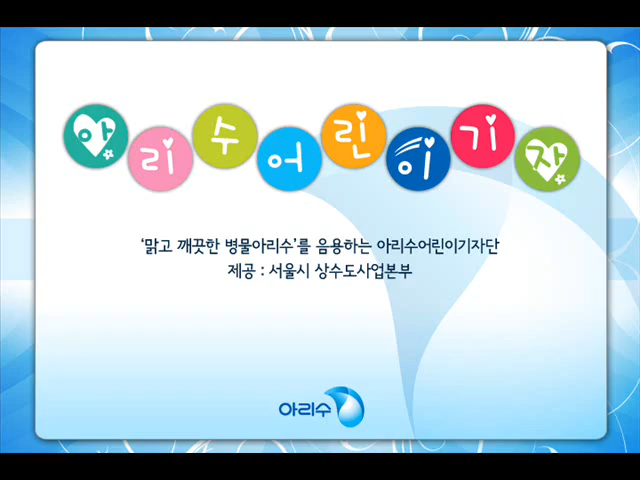 아리수어린이기자
‘맑고 깨끗한 병물아리수’를 음용하는 아리수어린이기자단
제공 : 서울시 상수도사업본부
아리수